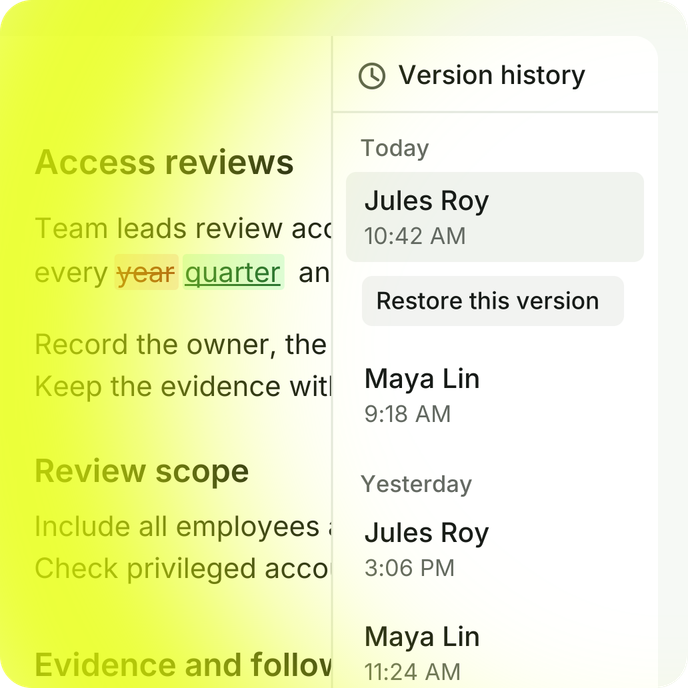 Access reviews
Team leads review acc
every year quarter an
Record the owner, the
Keep the evidence with
Review scope
Include all employees
Check privileged acco
Evidence and follow
Version history
Today
Jules Roy
10:42 AM
Restore this version
Maya Lin
9:18 AM
Yesterday
Jules Roy
3:06 PM
Maya Lin
11:24 AM